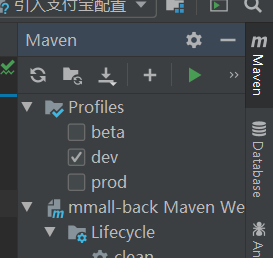 引入支付宝配置
Maven
Profiles
beta
dev
prod
mmall-back Maven We
Lifecycle
clean
Maven
Database
An